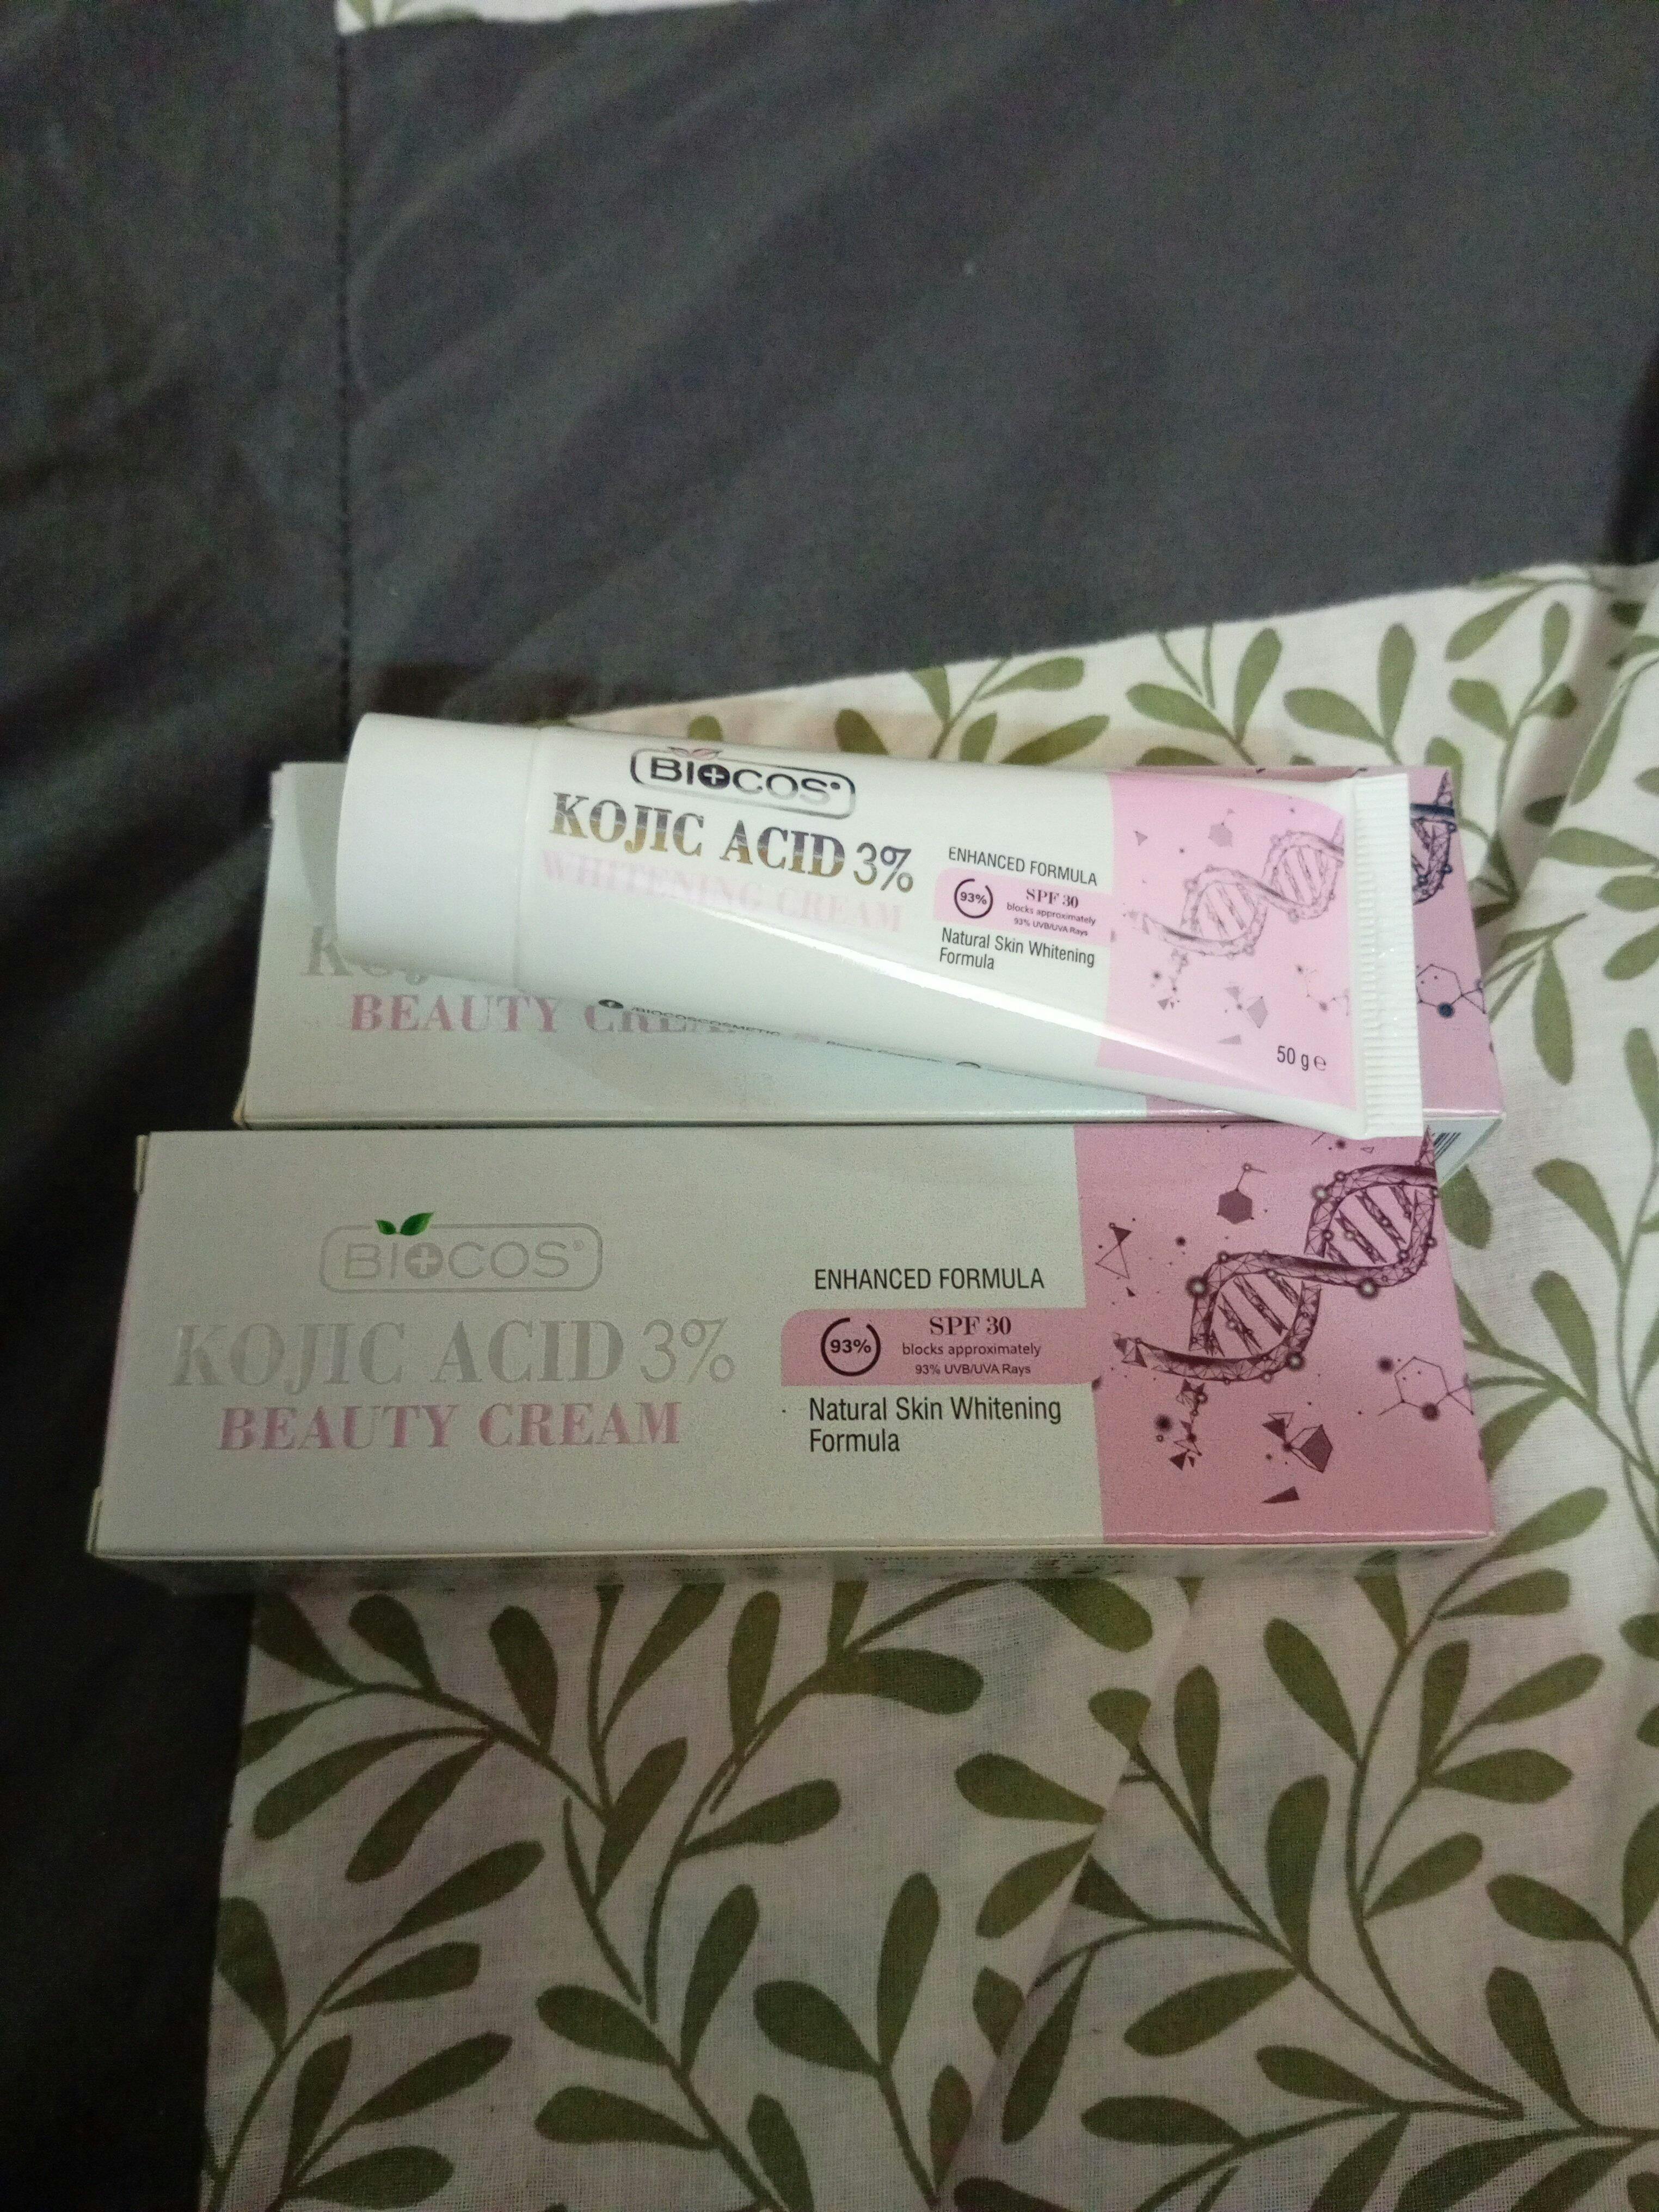 BIOCOS®
KOJIC ACID 3%
WHITENING CREAM
ENHANCED FORMULA
93%
SPF 30
blocks approximately
93% UVB/UVA Rays
Natural Skin Whitening
Formula
50 g ℮
/BIOCOSCOSMETIC
BEAUTY
BIOCOS®
KOJIC ACID 3%
BEAUTY CREAM
ENHANCED FORMULA
93%
SPF 30
blocks approximately
93% UVB/UVA Rays
Natural Skin Whitening
Formula